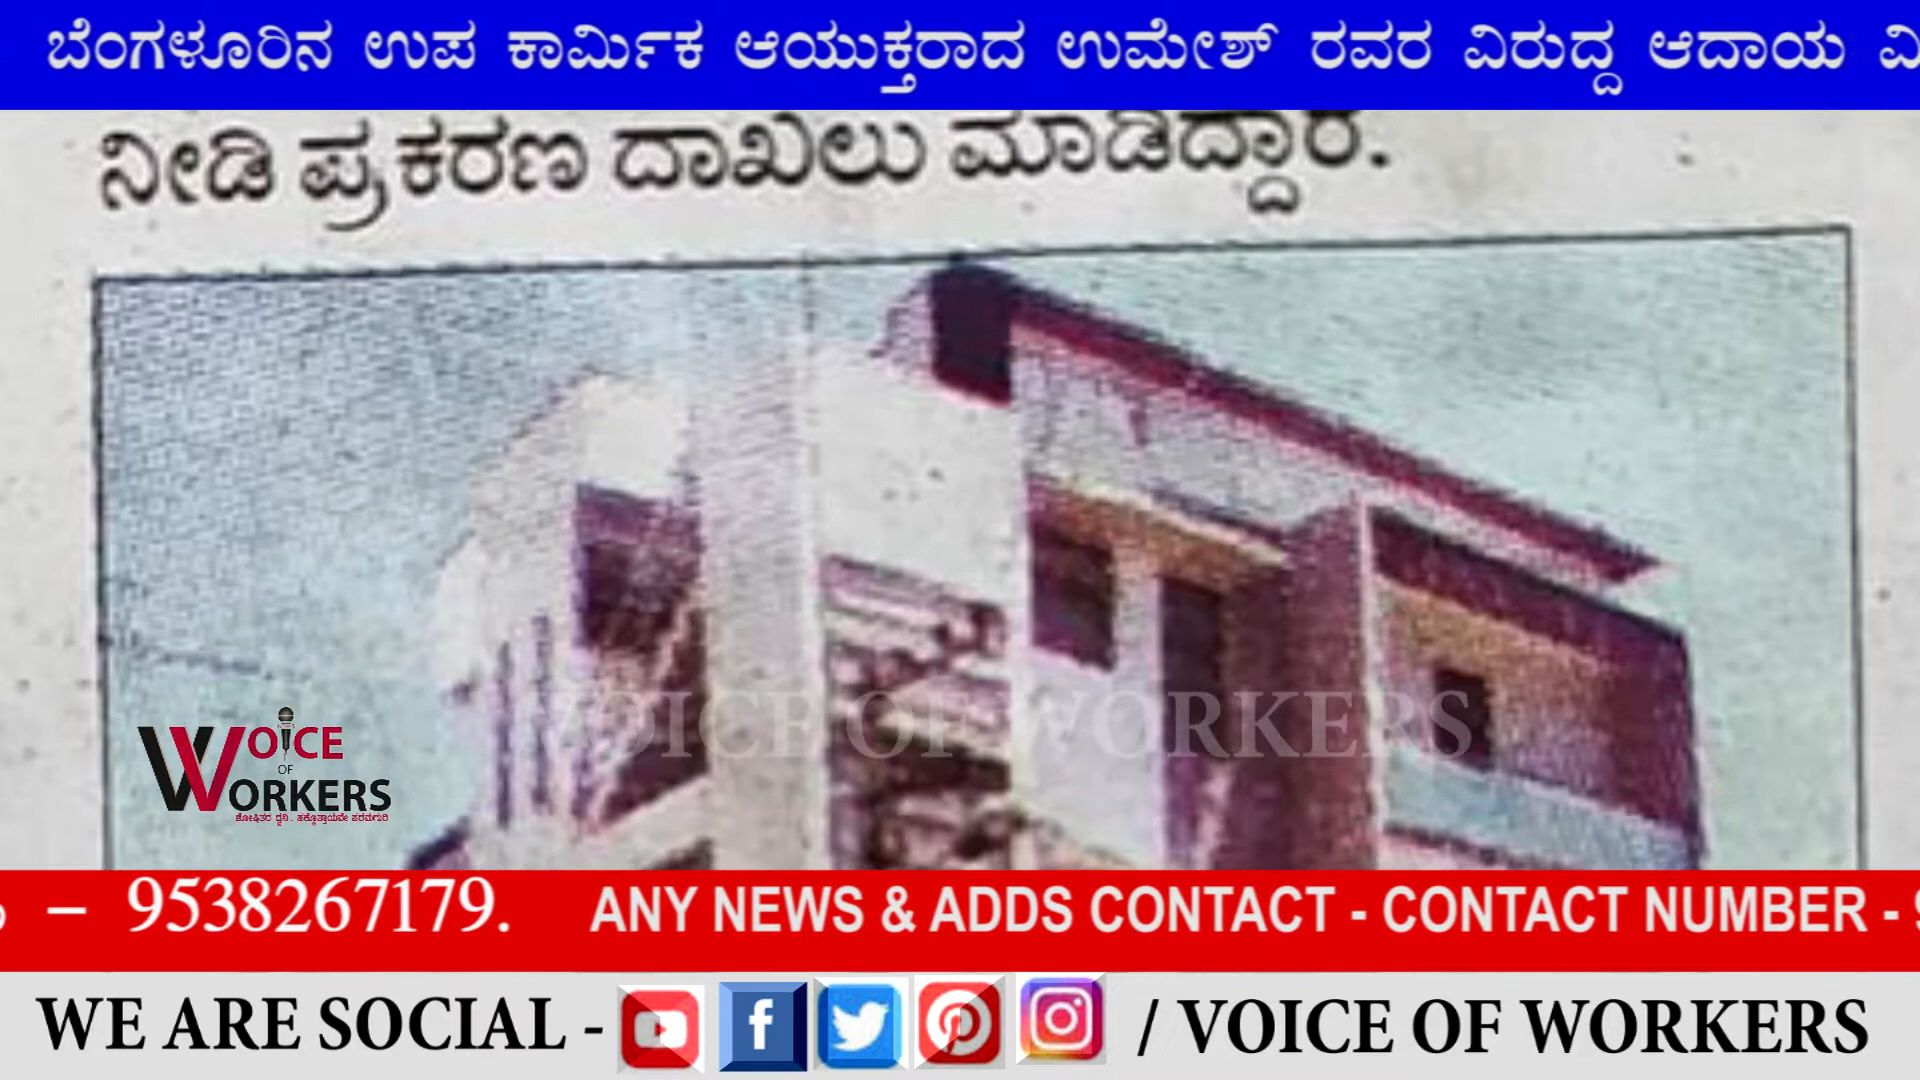 ಬೆಂಗಳೂರಿನ ಉಪ ಕಾರ್ಮಿಕ ಆಯುಕ್ತರಾದ ಉಮೇಶ್ ರವರ ವಿರುದ್ದ ಆದಾಯ ವಿ
ನೀಡಿ ಪ್ರಕರಣ ದಾಖಲು ಮಾಡಿದ್ದಾರೆ.
VOICE OF WORKERS
VOICE
OF
WORKERS
– 9538267179. ANY NEWS & ADDS CONTACT - CONTACT NUMBER - 9
WE ARE SOCIAL - / VOICE OF WORKERS